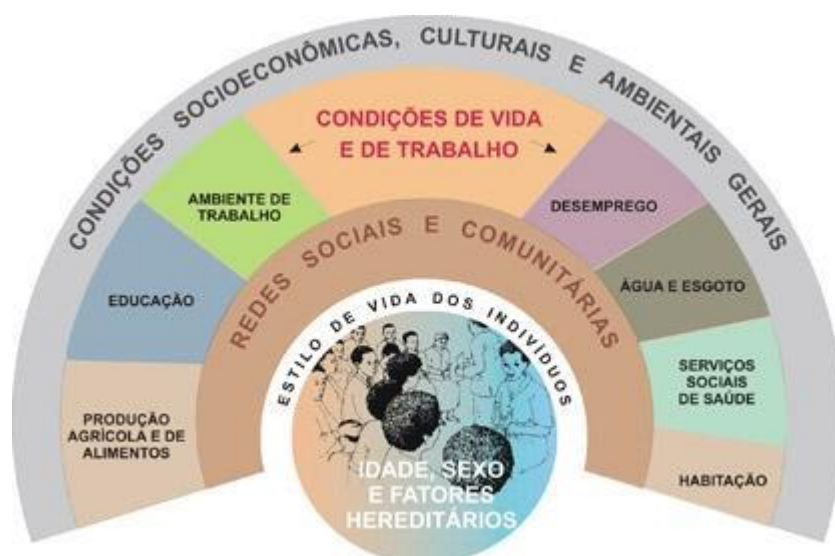 CONDIÇÕES SOCIOECONÔMICAS, CULTURAIS E AMBIENTAIS GERAIS
CONDIÇÕES DE VIDA
E DE TRABALHO
AMBIENTE DE
TRABALHO
DESEMPREGO
EDUCAÇÃO
ÁGUA E ESGOTO
PRODUÇÃO
AGRÍCOLA E DE
ALIMENTOS
SERVIÇOS
SOCIAIS
DE SAÚDE
HABITAÇÃO
REDES SOCIAIS E COMUNITÁRIAS
ESTILO DE VIDA DOS INDIVÍDUOS
IDADE, SEXO
E FATORES
HEREDITÁRIOS